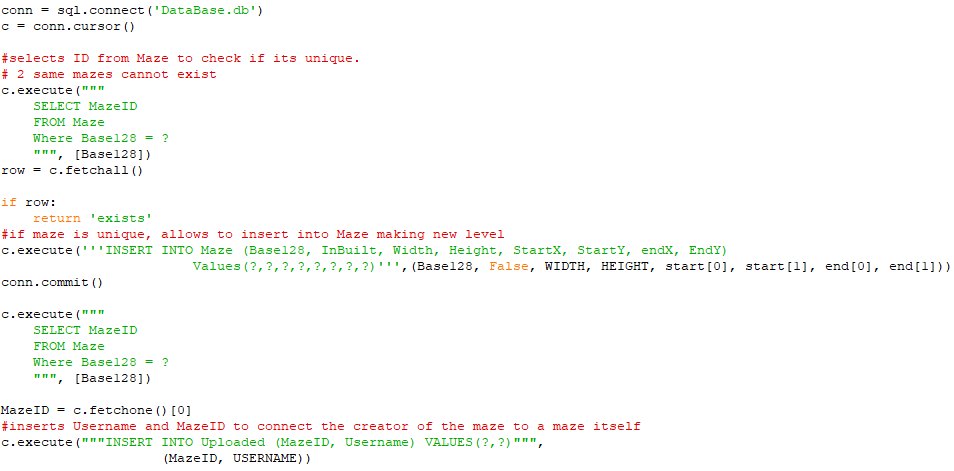 conn = sql.connect('DataBase.db')
c = conn.cursor()
#selects ID from Maze to check if its unique.
# 2 same mazes cannot exist
c.execute("""
SELECT MazeID
FROM Maze
Where Base128 = ?
""", [Base128])
row = c.fetchall()
if row:
return 'exists'
#if maze is unique, allows to insert into Maze making new level
c.execute('''INSERT INTO Maze (Base128, InBuilt, Width, Height, StartX, StartY, endX, EndY)
Values(?,?,?,?,?,?,?,?)''',(Base128, False, WIDTH, HEIGHT, start[0], start[1], end[0], end[1]))
conn.commit()
c.execute("""
SELECT MazeID
FROM Maze
Where Base128 = ?
""", [Base128])
MazeID = c.fetchone()[0]
#inserts Username and MazeID to connect the creator of the maze to a maze itself
c.execute("""INSERT INTO Uploaded (MazeID, Username) VALUES(?,?)""",
(MazeID, USERNAME))